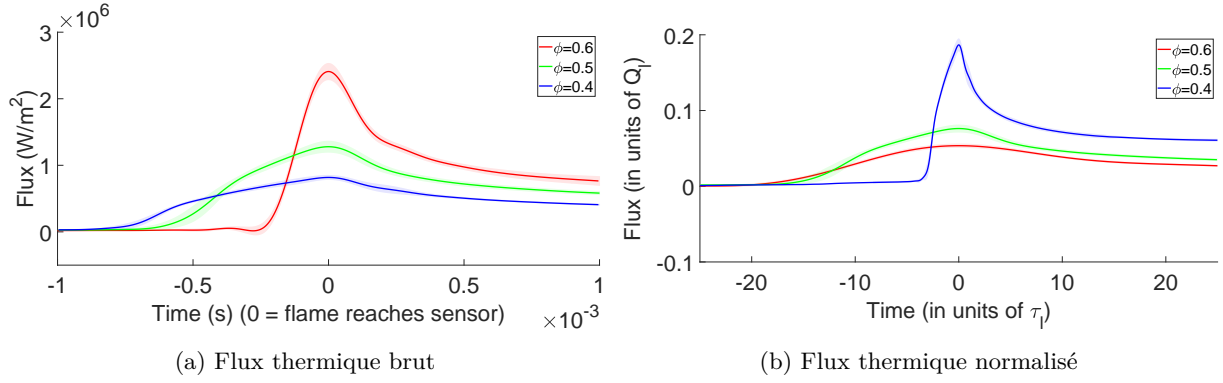 ×10⁶
3
2
1
0
Flux (W/m²)
ϕ=0.6
ϕ=0.5
ϕ=0.4
-1 -0.5 0 0.5 1
Time (s) (0 = flame reaches sensor) ×10⁻³
(a) Flux thermique brut
0.2
0.1
0
-0.1
Flux (in units of Q_l)
ϕ=0.6
ϕ=0.5
ϕ=0.4
-20 -10 0 10 20
Time (in units of τ_l)
(b) Flux thermique normalisé